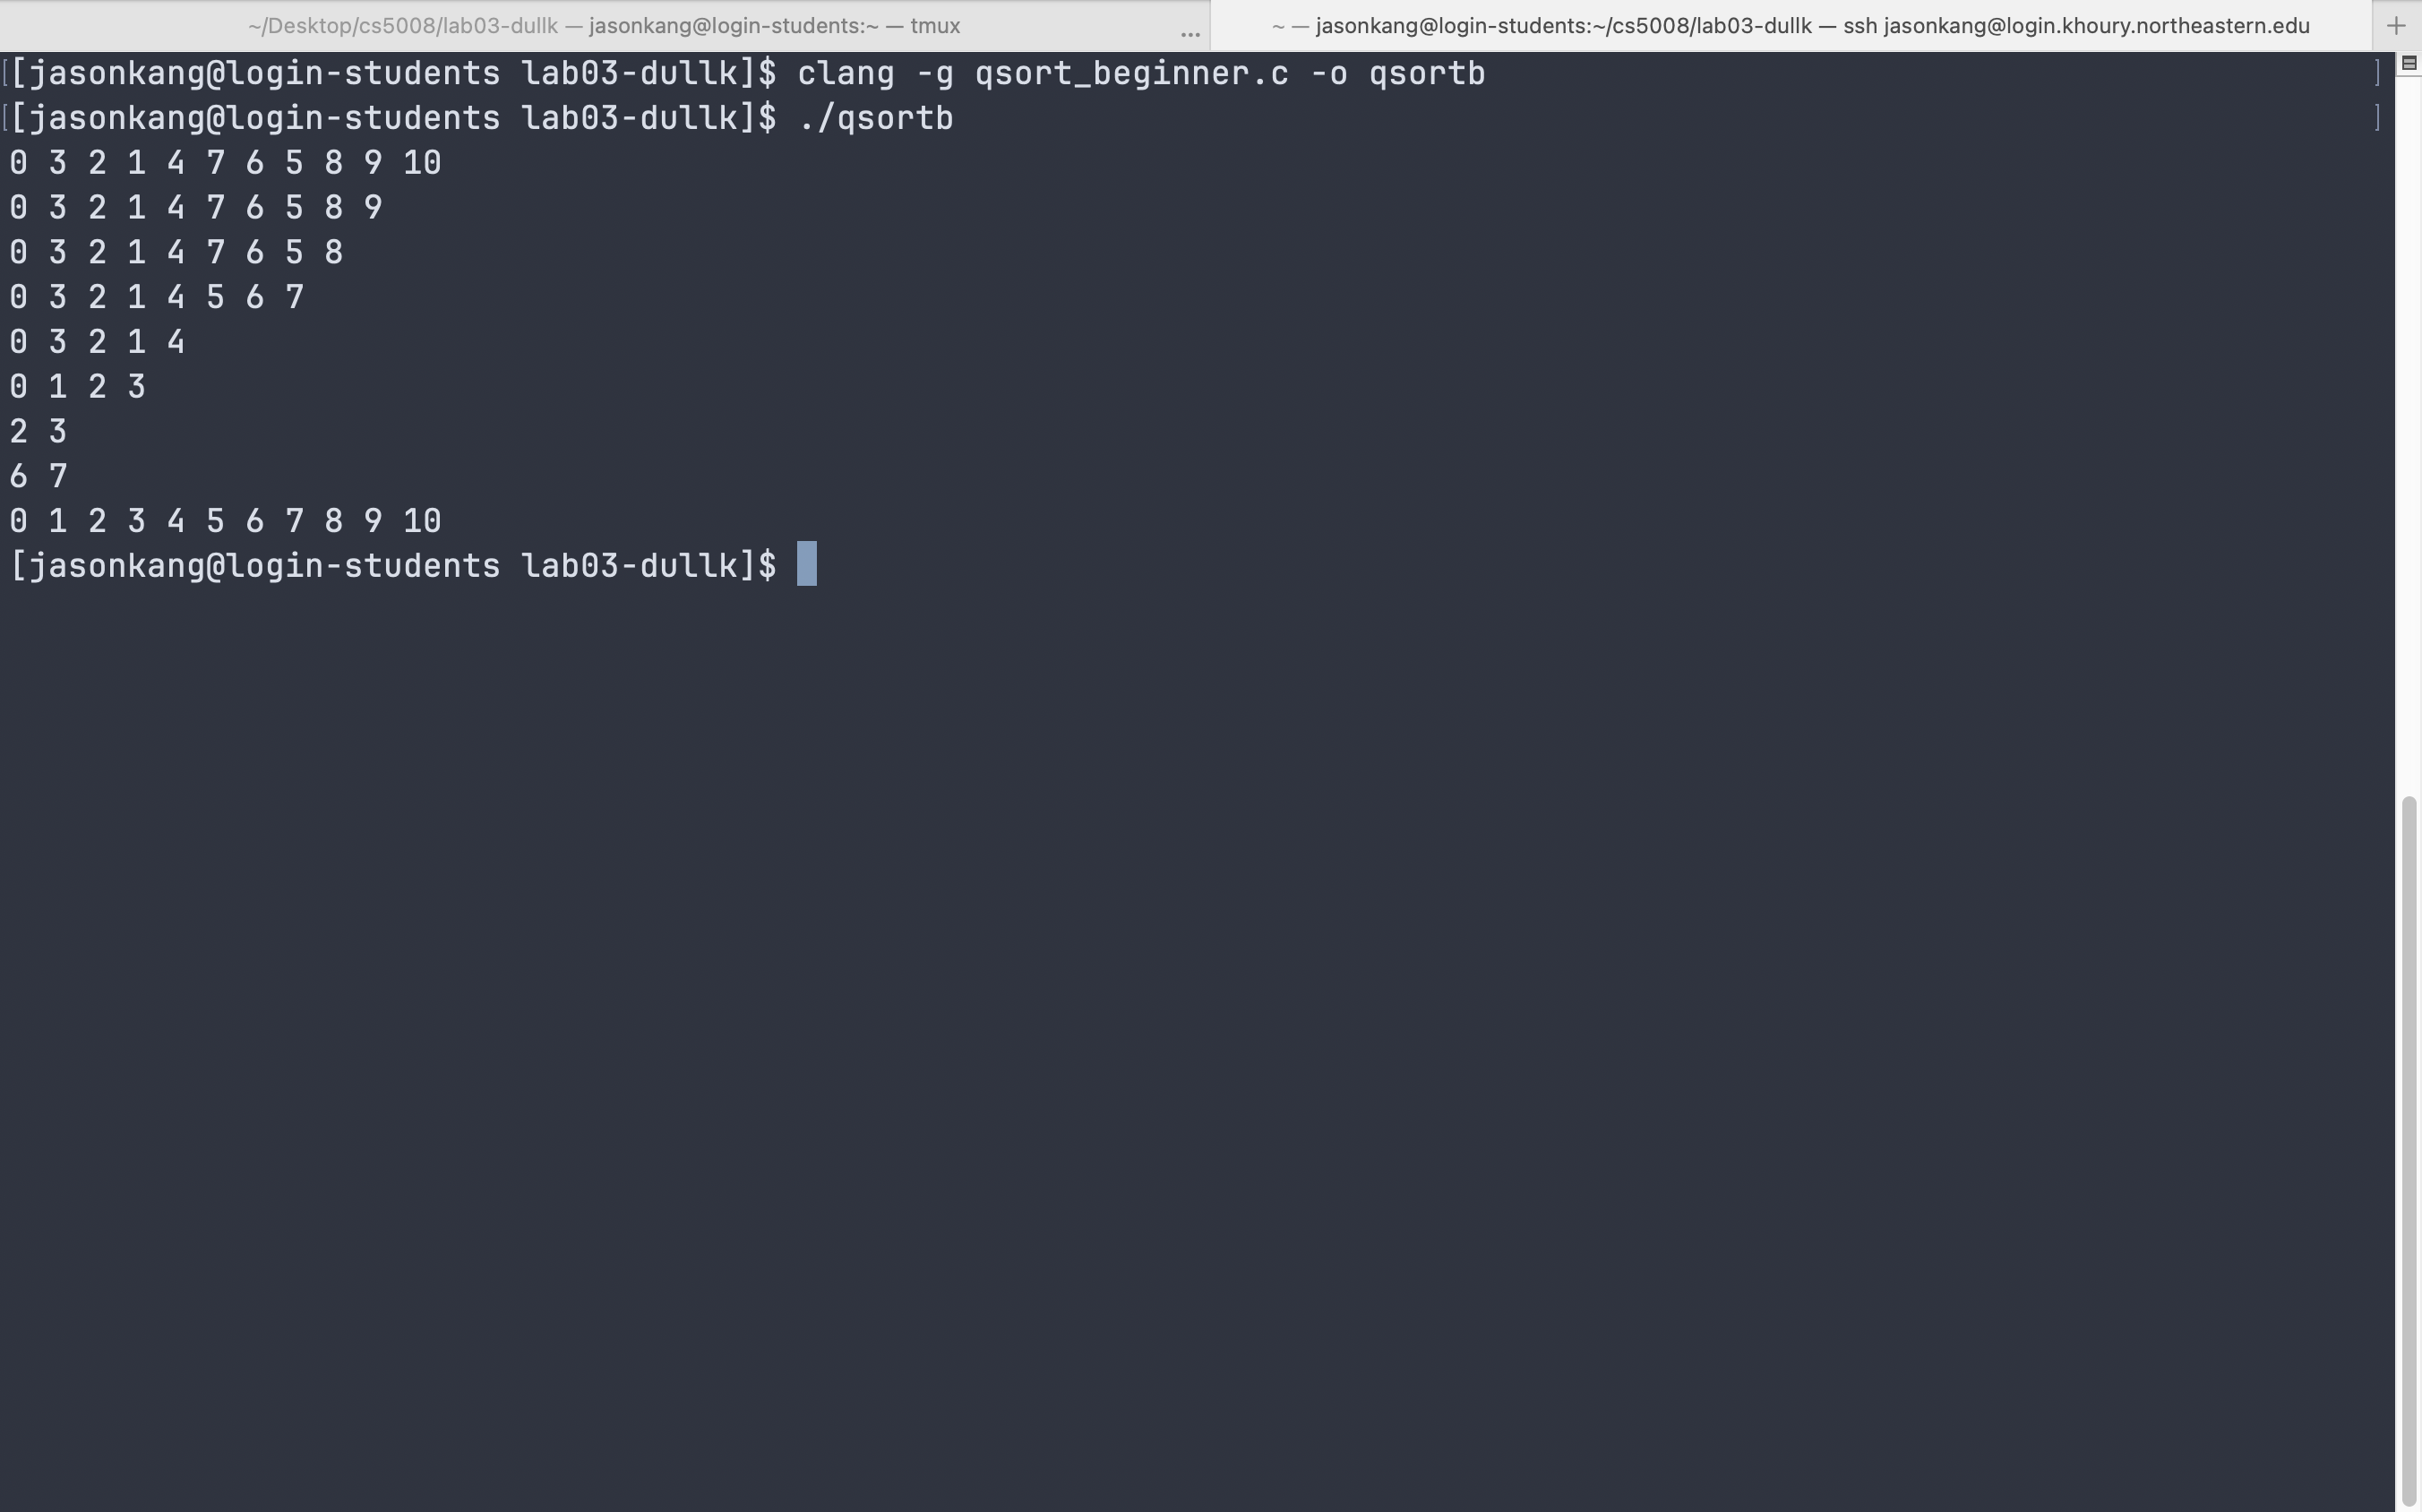 ~/Desktop/cs5008/lab03-dullk — jasonkang@login-students:~ — tmux ...
~ — jasonkang@login-students:~/cs5008/lab03-dullk — ssh jasonkang@login.khoury.northeastern.edu +
[[jasonkang@login-students lab03-dullk]$ clang -g qsort_beginner.c -o qsortb ]
[[jasonkang@login-students lab03-dullk]$ ./qsortb ]
0 3 2 1 4 7 6 5 8 9 10
0 3 2 1 4 7 6 5 8 9
0 3 2 1 4 7 6 5 8
0 3 2 1 4 5 6 7
0 3 2 1 4
0 1 2 3
2 3
6 7
0 1 2 3 4 5 6 7 8 9 10
[jasonkang@login-students lab03-dullk]$